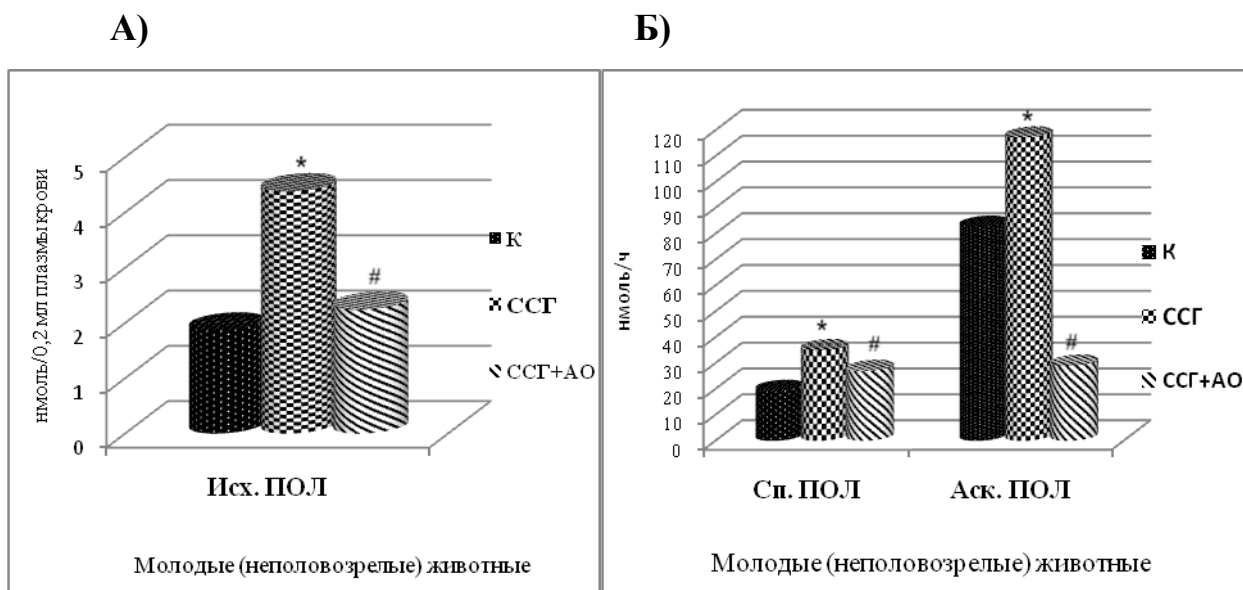 А)
нмоль/0,2 мл плазмы крови
5
4
3
2
1
0
*
#
К
ССГ
ССГ+АО
Исх. ПОЛ
Молодые (неполовозрелые) животные
Б)
нмоль/ч
120
110
100
90
80
70
60
50
40
30
20
10
0
*
#
*
#
К
ССГ
ССГ+АО
Сп. ПОЛ
Аск. ПОЛ
Молодые (неполовозрелые) животные